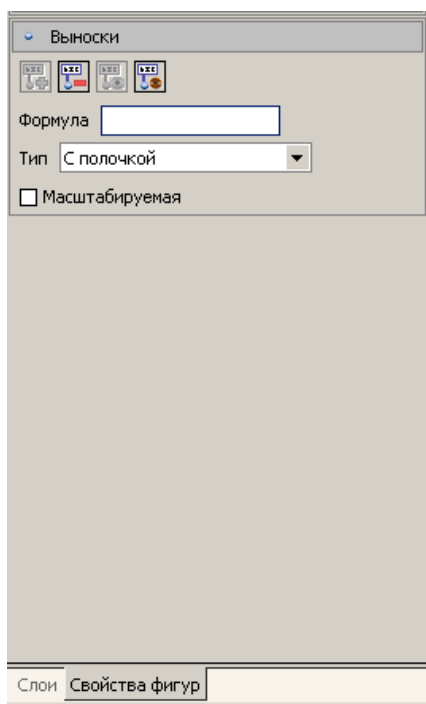 Выноски
Формула
Тип С полочкой
Масштабируемая
Слои Свойства фигур